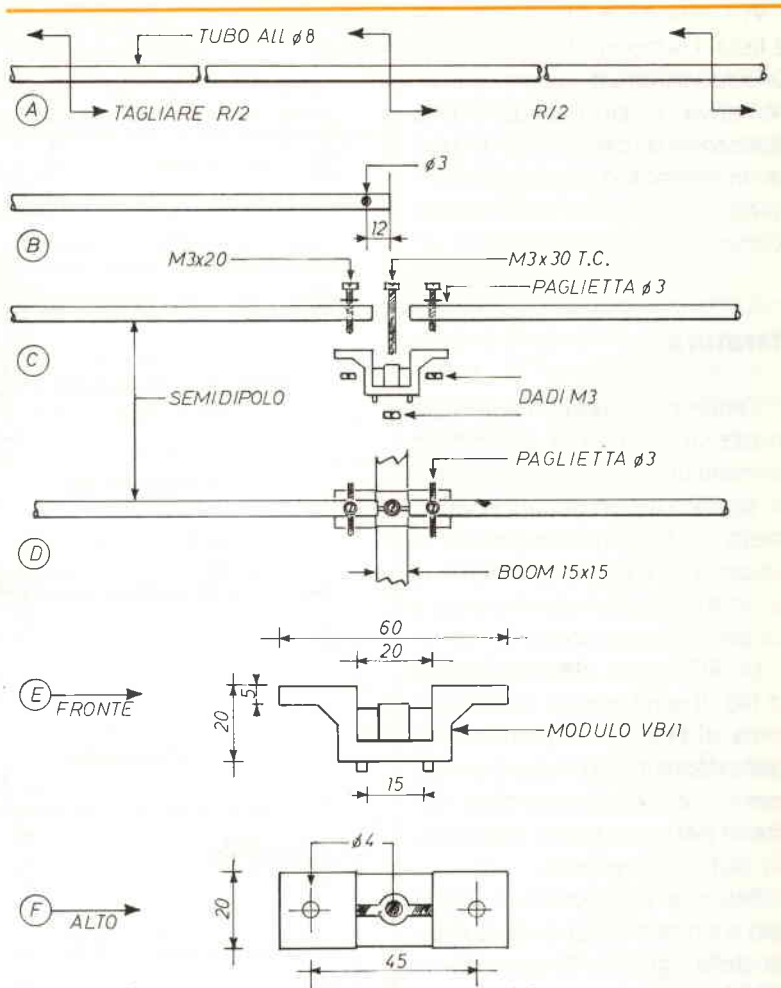 TUBO ALL ø8
A
TAGLIARE R/2
R/2
ø3
B
12
M3x20
M3x30 T.C.
PAGLIETTA ø3
C
SEMIDIPOLO
DADI M3
PAGLIETTA ø3
D
BOOM 15x15
60
20
E
FRONTE
20
5
MODULO VB/1
15
ø4
F
ALTO
20
45